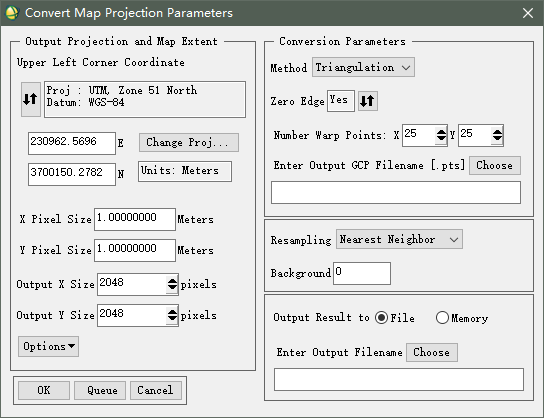 Convert Map Projection Parameters
Output Projection and Map Extent
Upper Left Corner Coordinate
Proj : UTM, Zone 51 North
Datum: WGS-84
230962.5696 E Change Proj...
3700150.2782 N Units: Meters
X Pixel Size 1.00000000 Meters
Y Pixel Size 1.00000000 Meters
Output X Size 2048 pixels
Output Y Size 2048 pixels
Options
OK Queue Cancel
Conversion Parameters
Method Triangulation
Zero Edge Yes
Number Warp Points: X 25 Y 25
Enter Output GCP Filename [.pts] Choose
Resampling Nearest Neighbor
Background 0
Output Result to File Memory
Enter Output Filename Choose